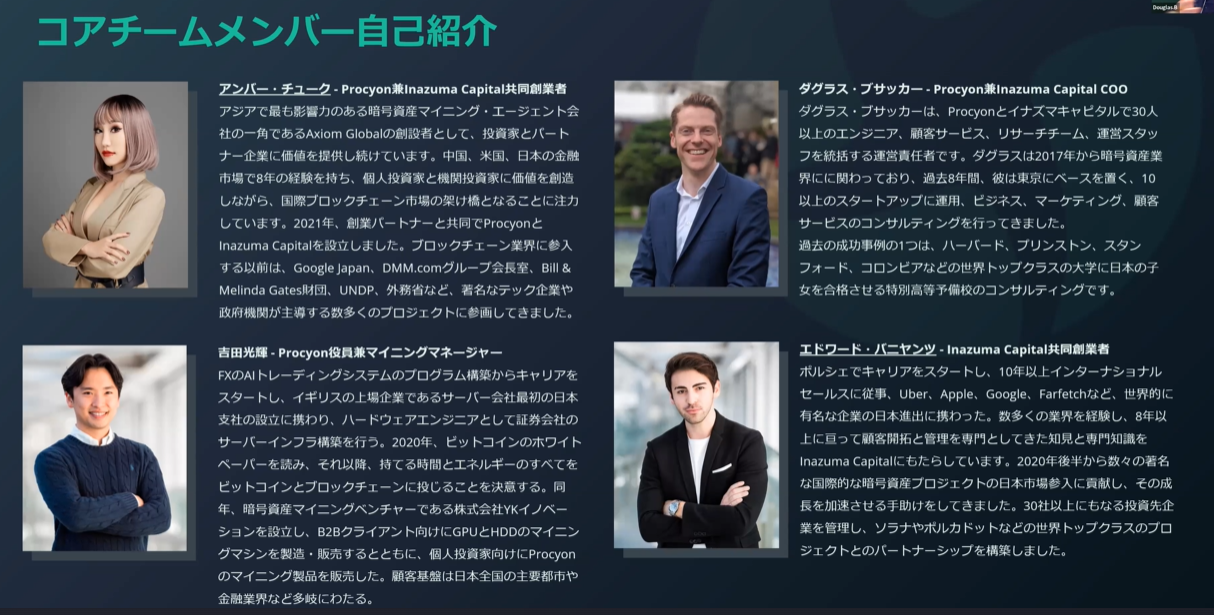 Douglas.B
コアチームメンバー自己紹介
アンバー・チューク - Procyon兼Inazuma Capital共同創業者
アジアで最も影響力のある暗号資産マイニング・エージェント会
社の一角であるAxiom Globalの創設者として、投資家とパート
ナー企業に価値を提供し続けています。中国、米国、日本の金融
市場で8年の経験を持ち、個人投資家と機関投資家に価値を創造
しながら、国際ブロックチェーン市場の架け橋となることに注力
しています。2021年、創業パートナーと共同でProcyonと
Inazuma Capitalを設立しました。ブロックチェーン業界に参入
する以前は、Google Japan、DMM.comグループ会長室、Bill &
Melinda Gates財団、UNDP、外務省など、著名なテック企業や
政府機関が主導する数多くのプロジェクトに参画してきました。
ダグラス・ブサッカー - Procyon兼Inazuma Capital COO
ダグラス・ブサッカーは、Procyonとイナズマキャピタルで30人
以上のエンジニア、顧客サービス、リサーチチーム、運営スタッ
フを統括する運営責任者です。ダグラスは2017年から暗号資産業
界にに関わっており、過去8年間、彼は東京にベースを置く、10
以上のスタートアップに運用、ビジネス、マーケティング、顧客
サービスのコンサルティングを行ってきました。
過去の成功事例の1つは、ハーバード、プリンストン、スタン
フォード、コロンビアなどの世界トップクラスの大学に日本の子
女を合格させる特別高等予備校のコンサルティングです。
吉田光輝 - Procyon役員兼マイニングマネージャー
FXのAIトレーディングシステムのプログラム構築からキャリアを
スタートし、イギリスの上場企業であるサーバー会社最初の日本
支社の設立に携わり、ハードウェアエンジニアとして証券会社の
サーバーインフラ構築を行う。2020年、ビットコインのホワイト
ペーパーを読み、それ以降、持てる時間とエネルギーのすべてを
ビットコインとブロックチェーンに投じることを決意する。同
年、暗号資産マイニングベンチャーである株式会社YKイノベー
ションを設立し、B2Bクライアント向けにGPUとHDDのマイニン
グマシンを製造・販売するとともに、個人投資家向けにProcyon
のマイニング製品を販売した。顧客基盤は日本全国の主要都市や
金融業界など多岐にわたる。
エドワード・バニヤンツ - Inazuma Capital共同創業者
ポルシェでキャリアをスタートし、10年以上インターナショナル
セールスに従事、Uber、Apple、Google、Farfetchなど、世界的に
有名な企業の日本進出に携わった。数多くの業界を経験し、8年以
上に亘って顧客開拓と管理を専門としてきた知見と専門知識を
Inazuma Capitalにもたらしています。2020年後半から数々の著名
な国際的な暗号資産プロジェクトの日本市場参入に貢献し、その成
長を加速させる手助けをしてきました。30社以上にもなる投資先企
業を管理し、ソラナやポルカドットなどの世界トップクラスのプロ
ジェクトとのパートナーシップを構築しました。